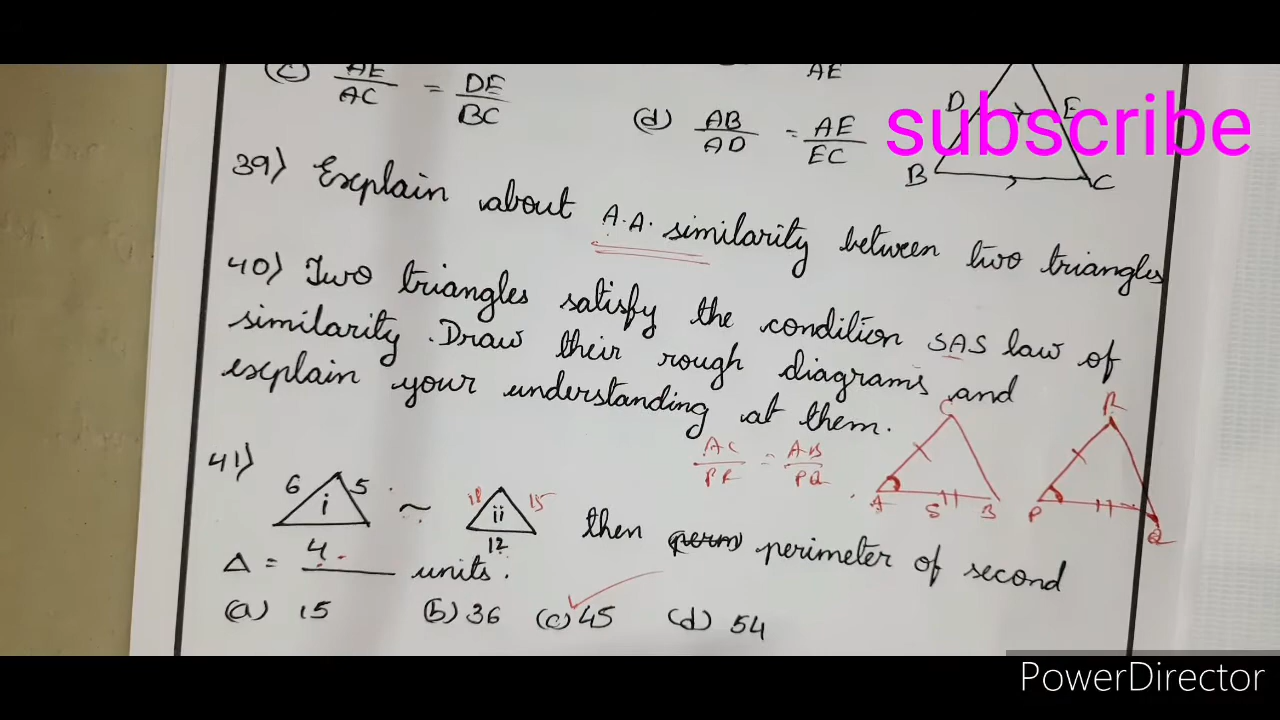 (c) AE/AC = DE/BC
AE
(d) AB/AD = AE/EC
D E
B C
subscribe
39) Explain about A.A. similarity between two triangles
40) Two triangles satisfy the condition SAS law of
similarity. Draw their rough diagrams and
explain your understanding at them.
AC/PR = AB/PQ
C
A S B
R
P Q
41) 6 5 i 4 ~ 18 15 ii 12 then perimeter of second
Δ = ______ units.
(a) 15 (b) 36 (c) 45 (d) 54
PowerDirector